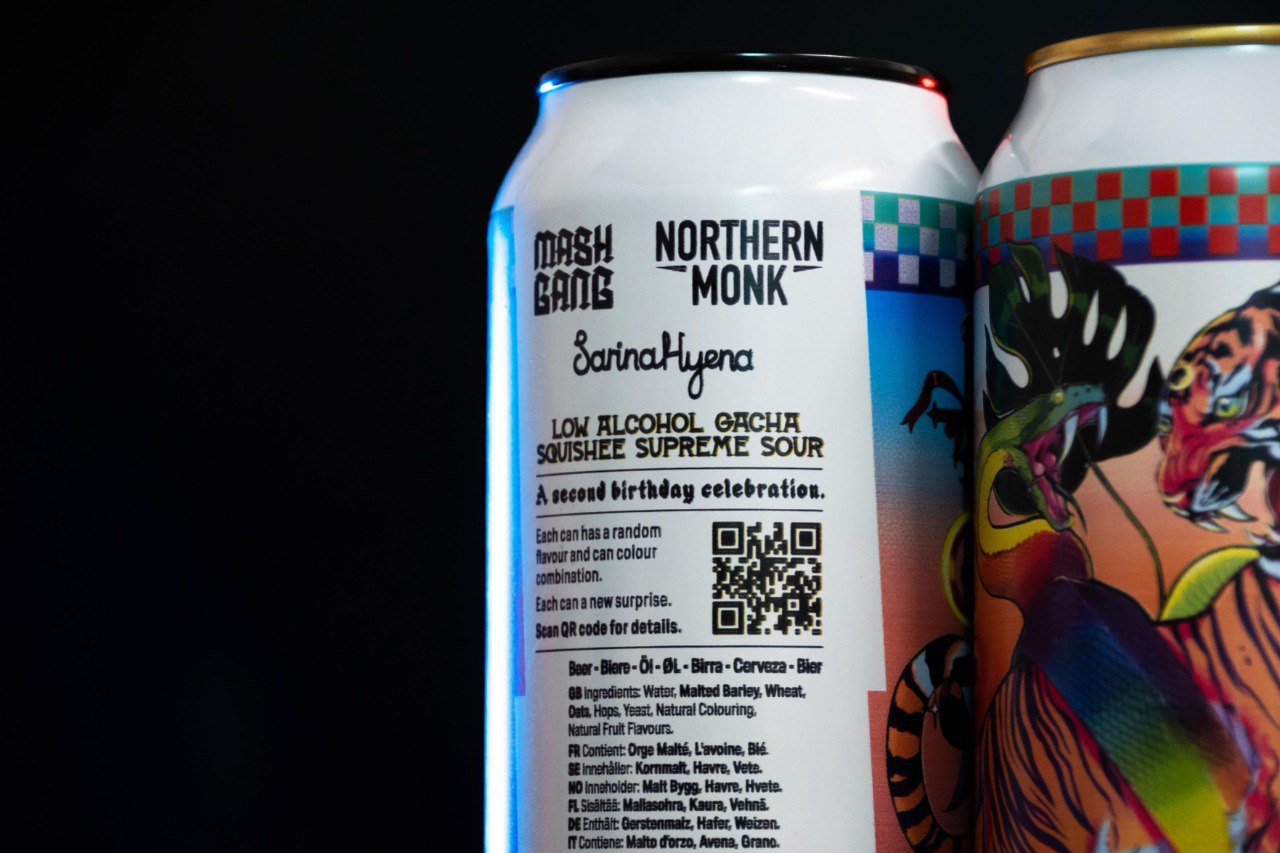 MASH
GANG
NORTHERN
MONK
SarinaHyena
LOW ALCOHOL GACHA
SQUISHEE SUPREME SOUR
A second birthday celebration.
Each can has a random
flavour and can colour
combination.
Each can a new surprise.
Scan QR code for details.
Beer - Biere - Öl - ØL - Birra - Cerveza - Bier
GB Ingredients: Water, Malted Barley, Wheat,
Oats, Hops, Yeast, Natural Colouring,
Natural Fruit Flavours.
FR Contient: Orge Malté, L'avoine, Blé.
SE Innehåller: Kornmalt, Havre, Vete.
NO Inneholder: Malt Bygg, Havre, Hvete.
FL Sisältää: Mallasohra, Kaura, Vehnä.
DE Enthält: Gerstenmalz, Hafer, Weizen.
IT Contiene: Malto d'orzo, Avena, Grano.